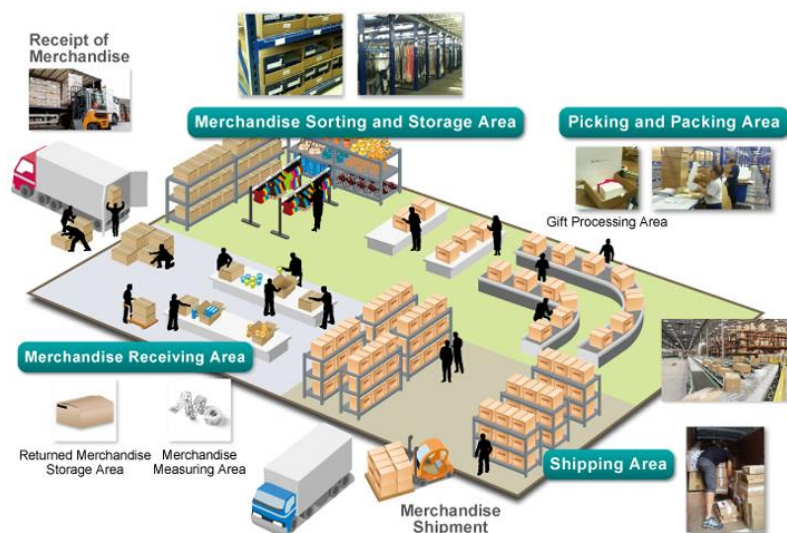 Receipt of
Merchandise
Merchandise Sorting and Storage Area
Picking and Packing Area
Gift Processing Area
Merchandise Receiving Area
Returned Merchandise
Storage Area
Merchandise
Measuring Area
Shipping Area
Merchandise
Shipment